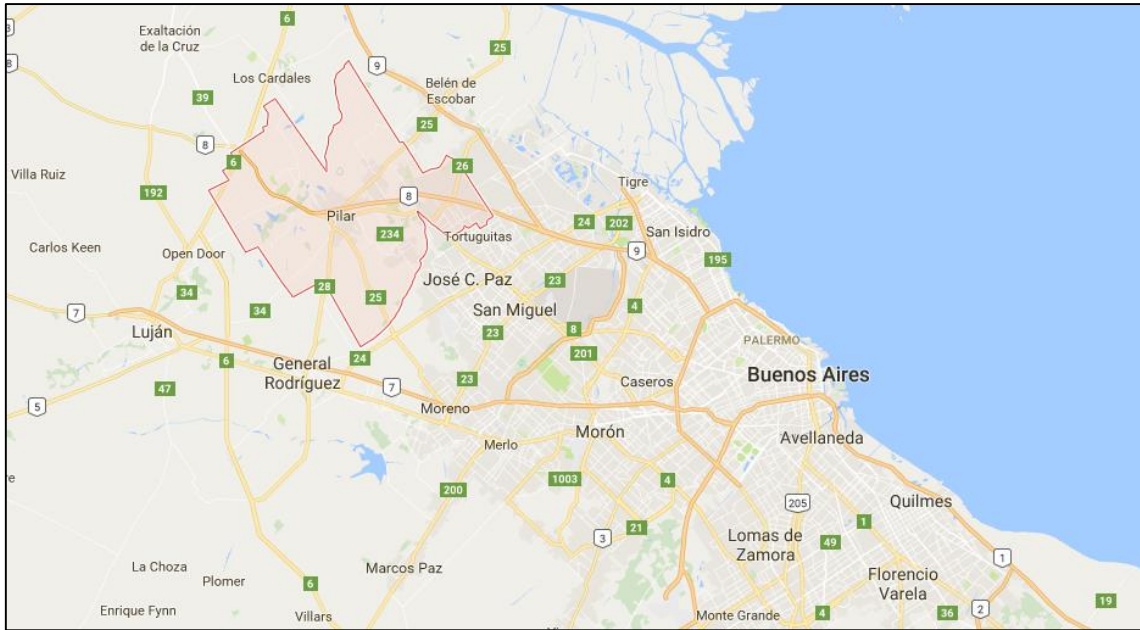 6
Exaltación
de la Cruz
3
9
25
8
Los Cardales
Belén de
Escobar
39
25
8
6
26
Villa Ruiz
192
8
Tigre
Pilar
24
202
234
Tortuguitas
San Isidro
Carlos Keen
Open Door
9
195
José C. Paz
23
34
28
25
4
34
San Miguel
7
8
Luján
23
PALERMO
24
201
6
General
Rodríguez
Buenos Aires
23
Caseros
47
7
5
Moreno
Morón
Avellaneda
Merlo
e
1003
4
200
Quilmes
205
21
1
Lomas de
Zamora
3
49
1
La Choza
Marcos Paz
Florencio
Varela
Plomer
6
19
Enrique Fynn
Villars
Monte Grande
4
36
2